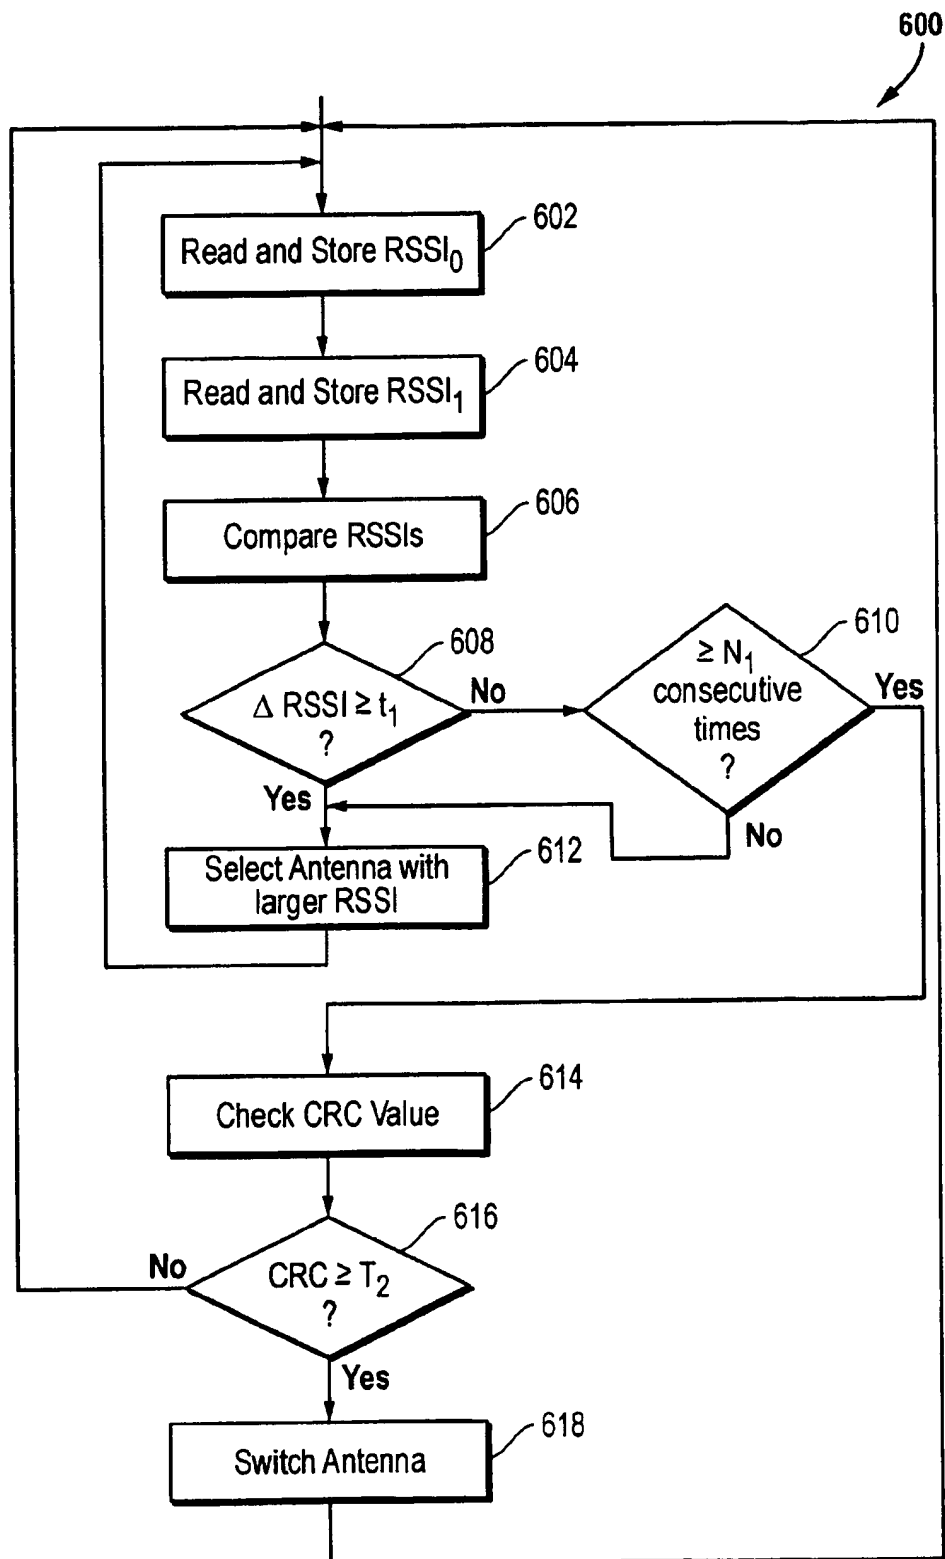 600
Read and Store RSSI₀
602
Read and Store RSSI₁
604
Compare RSSIs
606
Δ RSSI ≥ t₁
?
608
No
≥ N₁
consecutive
times
?
610
Yes
Yes
No
Select Antenna with
larger RSSI
612
Check CRC Value
614
CRC ≥ T₂
?
616
No
Yes
Switch Antenna
618